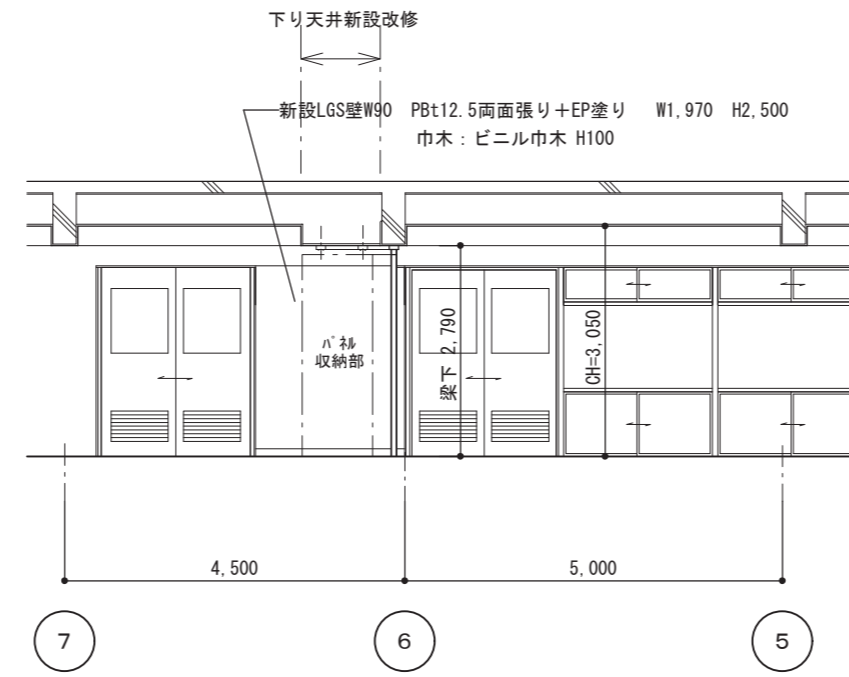 下り天井新設改修
新設LGS壁W90 PBt12.5両面張り＋EP塗り W1,970 H2,500
巾木：ビニル巾木 H100
ﾊﾟﾈﾙ
収納部
梁下 2,790
CH=3,050
4,500
5,000
7
6
5